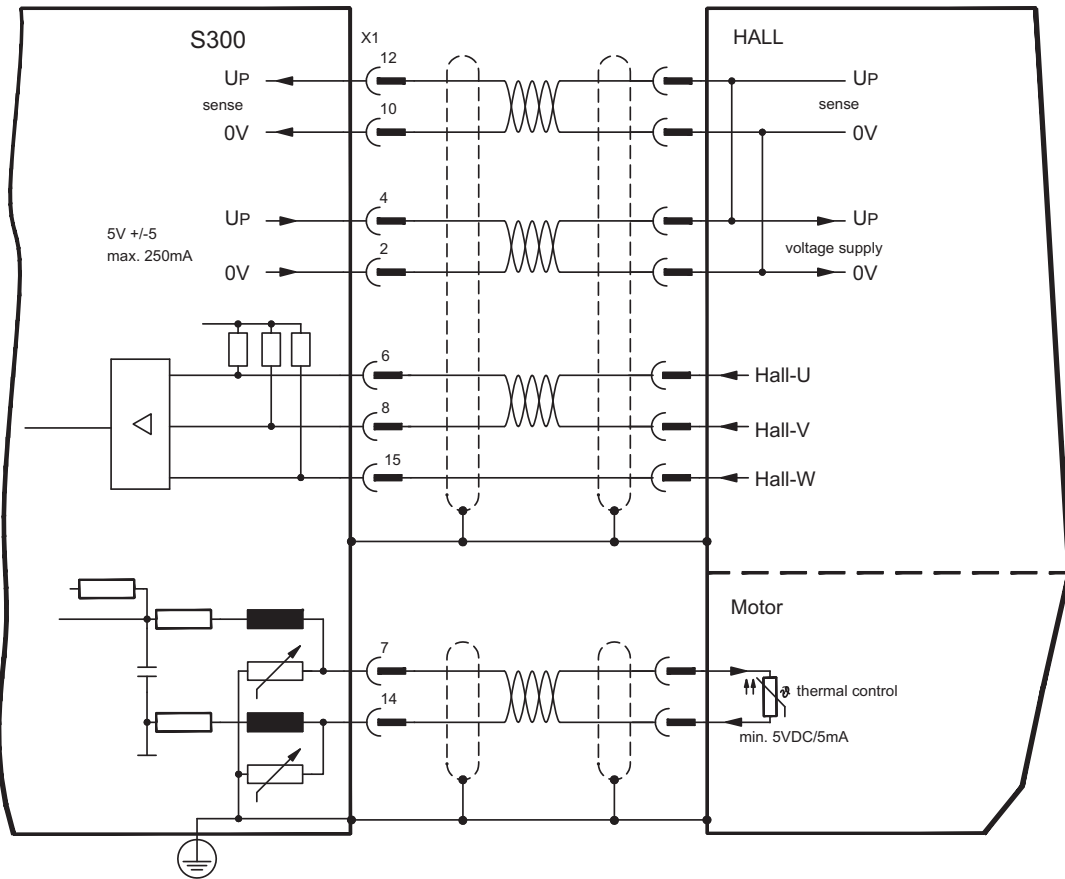 S300
X1
HALL
12
UP
UP
sense
sense
10
0V
0V
4
UP
UP
5V +/-5
max. 250mA
voltage supply
2
0V
0V
6
Hall-U
8
Hall-V
15
Hall-W
Motor
7
ϑ thermal control
14
min. 5VDC/5mA